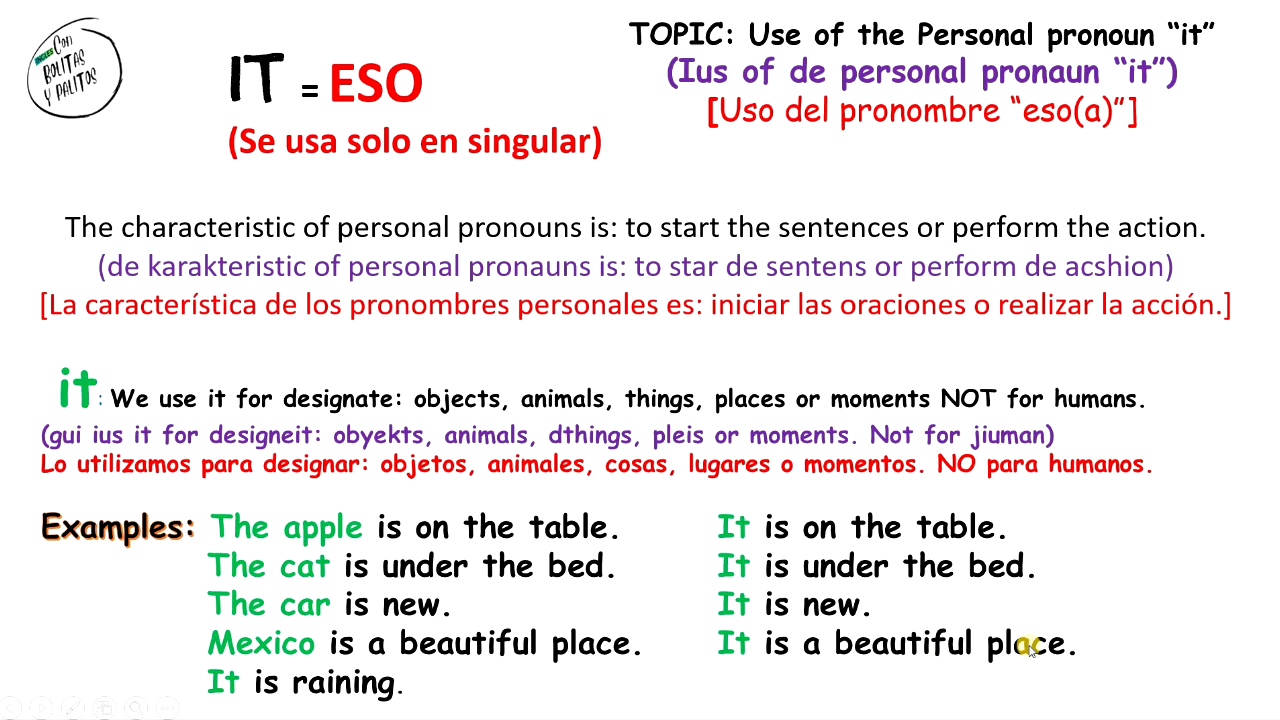 INGLES Con
BOLITAS
Y PALITOS
IT = ESO
(Se usa solo en singular)
TOPIC: Use of the Personal pronoun “it”
(Ius of de personal pronaun “it”)
[Uso del pronombre “eso(a)”]
The characteristic of personal pronouns is: to start the sentences or perform the action.
(de karakteristic of personal pronauns is: to star de sentens or perform de acshion)
[La característica de los pronombres personales es: iniciar las oraciones o realizar la acción.]
it: We use it for designate: objects, animals, things, places or moments NOT for humans.
(gui ius it for designeit: obyekts, animals, dthings, pleis or moments. Not for jiuman)
Lo utilizamos para designar: objetos, animales, cosas, lugares o momentos. NO para humanos.
Examples: The apple is on the table. It is on the table.
The cat is under the bed. It is under the bed.
The car is new. It is new.
Mexico is a beautiful place. It is a beautiful place.
It is raining.